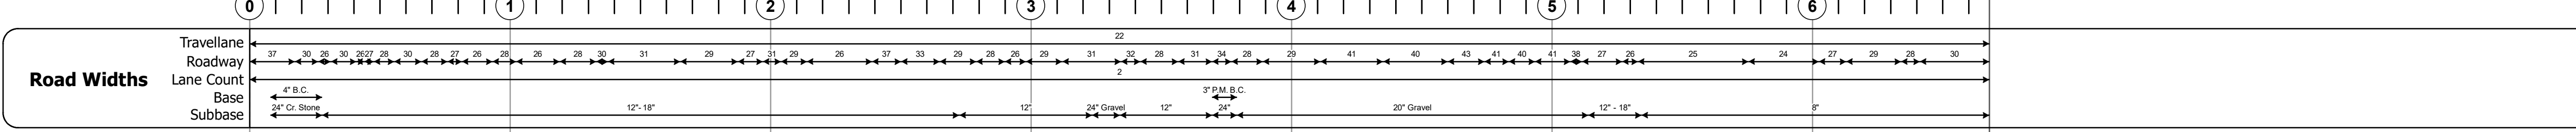 0 1 2 3 4 5 6
Road Widths
Travellane 22
Roadway 37 30 26 30 26 27 28 30 28 27 26 28 26 28 30 31 29 27 31 29 26 37 33 29 28 26 29 31 32 28 31 34 28 29 41 40 43 41 40 41 38 27 26 25 24 27 29 28 30
Lane Count 2
Base 4" B.C. 3" P.M. B.C.
Subbase 24" Cr. Stone 12"- 18" 12" 24" Gravel 12" 24" 20" Gravel 12" - 18" 8"